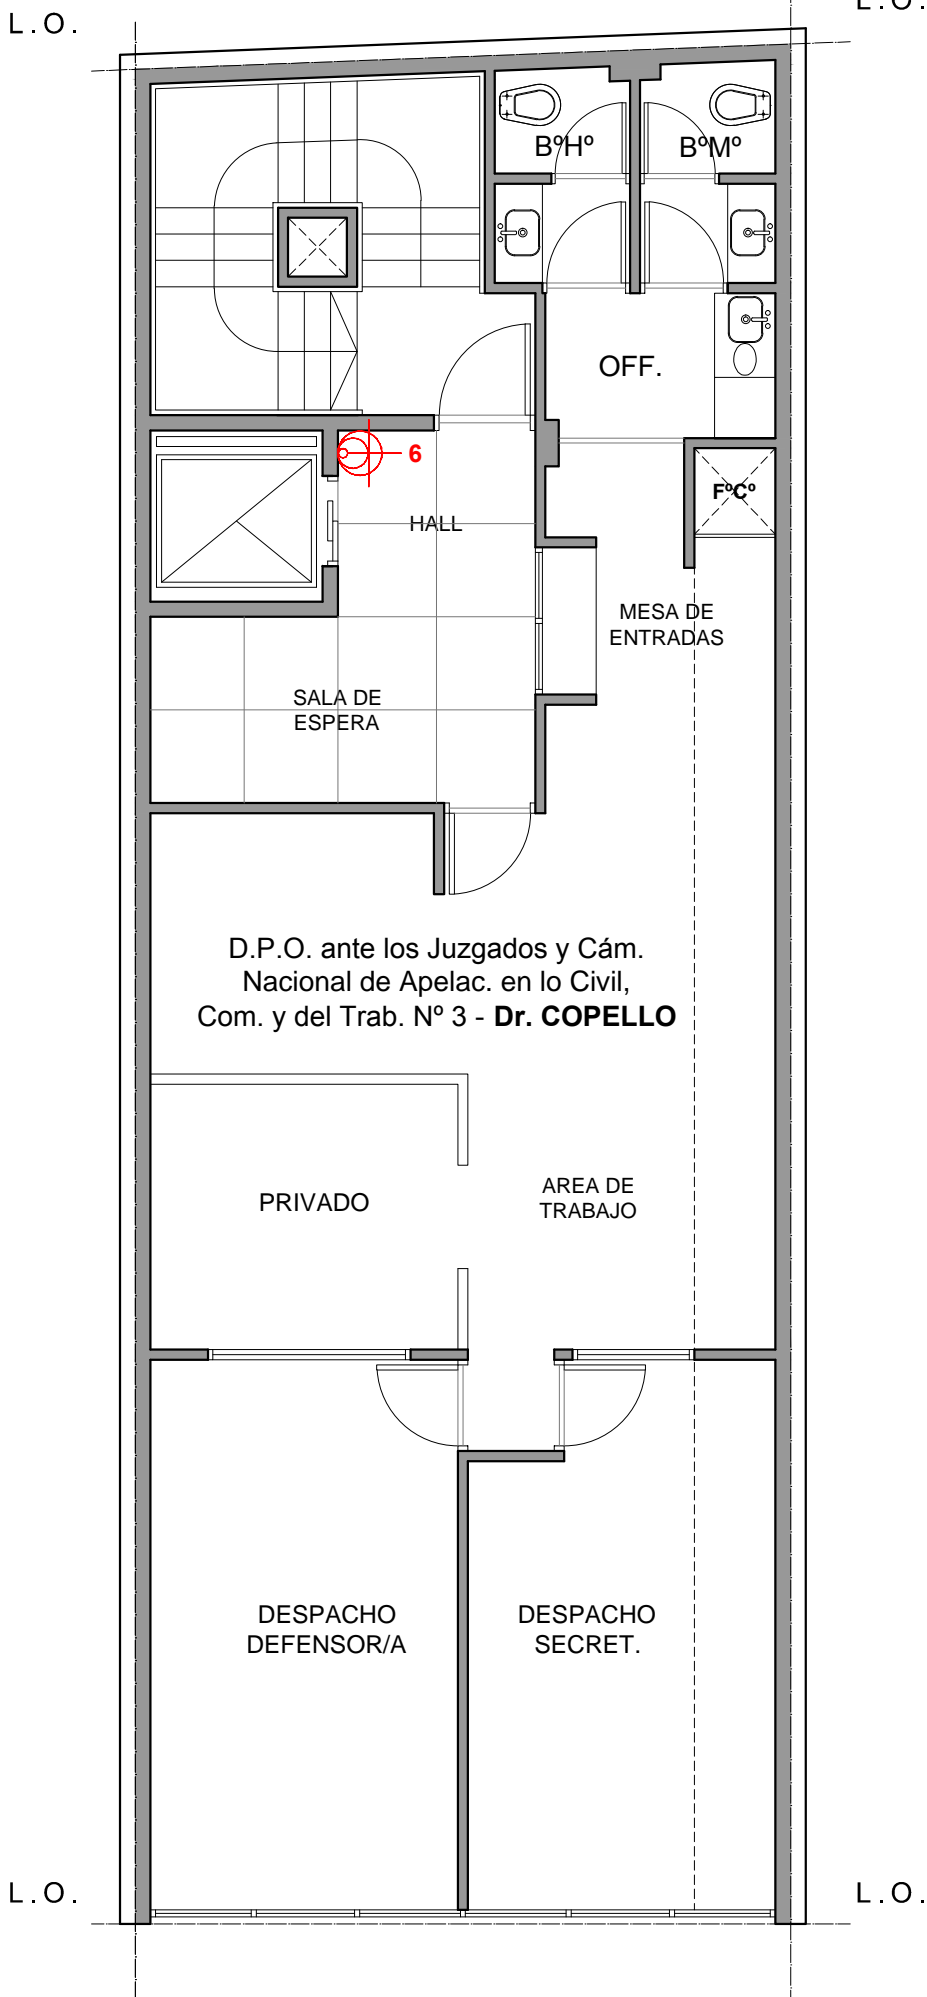 L.O.
L.O.
BºHº
BºMº
OFF.
6
FºCº
HALL
MESA DE
ENTRADAS
SALA DE
ESPERA
D.P.O. ante los Juzgados y Cám.
Nacional de Apelac. en lo Civil,
Com. y del Trab. Nº 3 - Dr. COPELLO
PRIVADO
AREA DE
TRABAJO
DESPACHO
DEFENSOR/A
DESPACHO
SECRET.
L.O.
L.O.